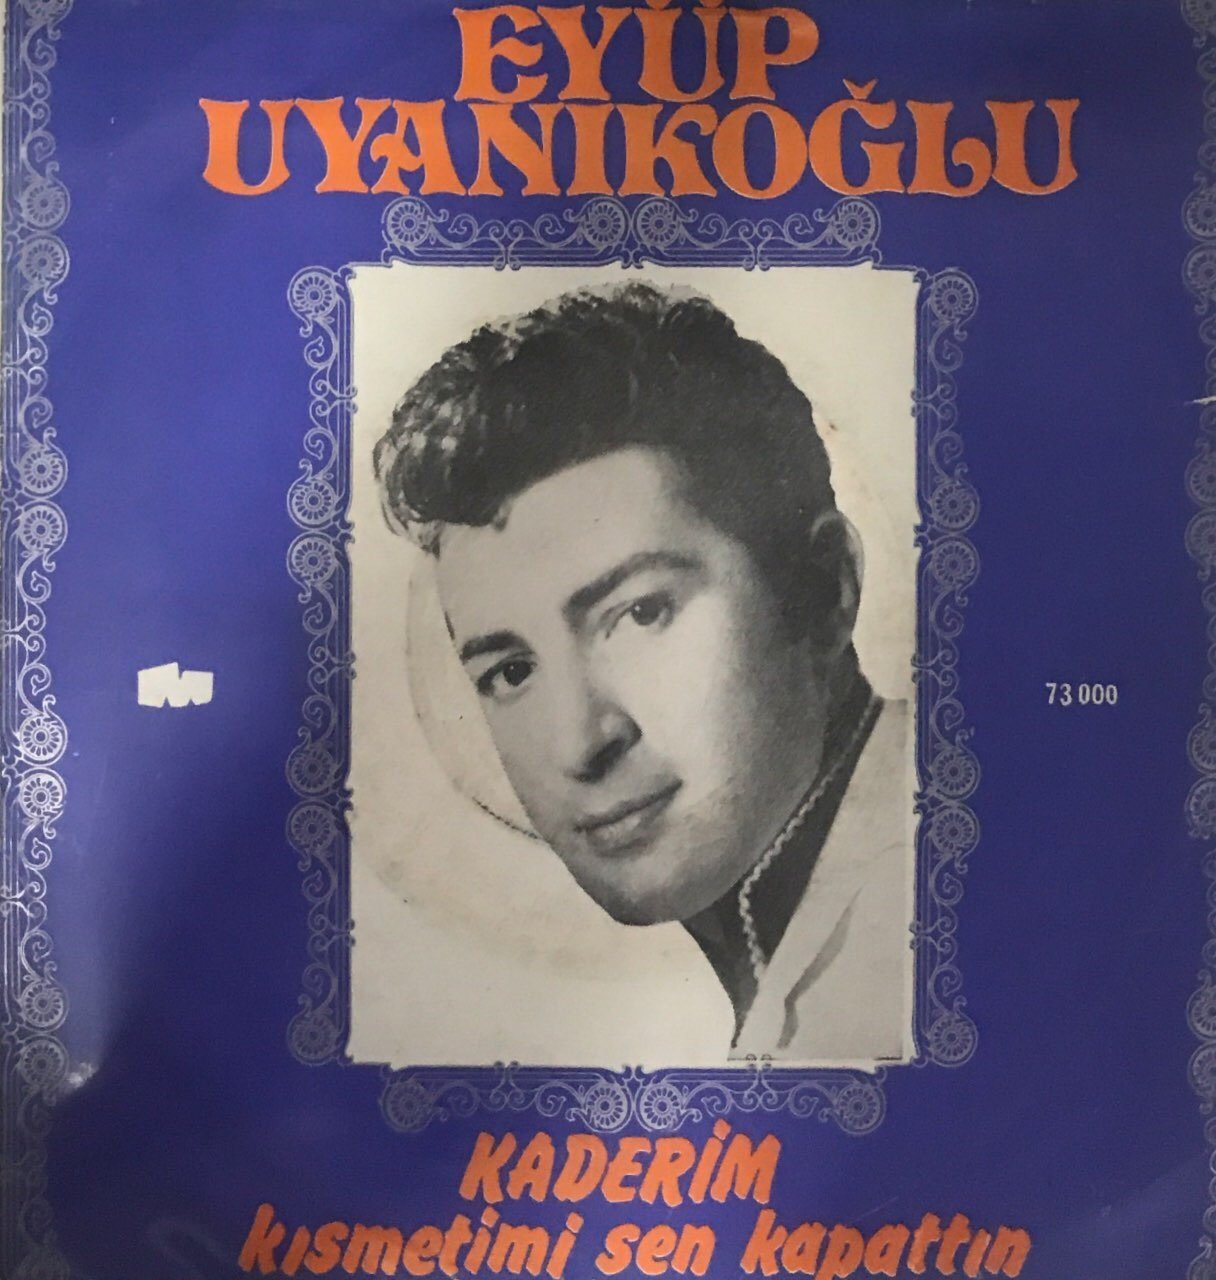 EYÜP
UYANIKOĞLU
73 000
KADERİM
kısmetimi sen kapattın